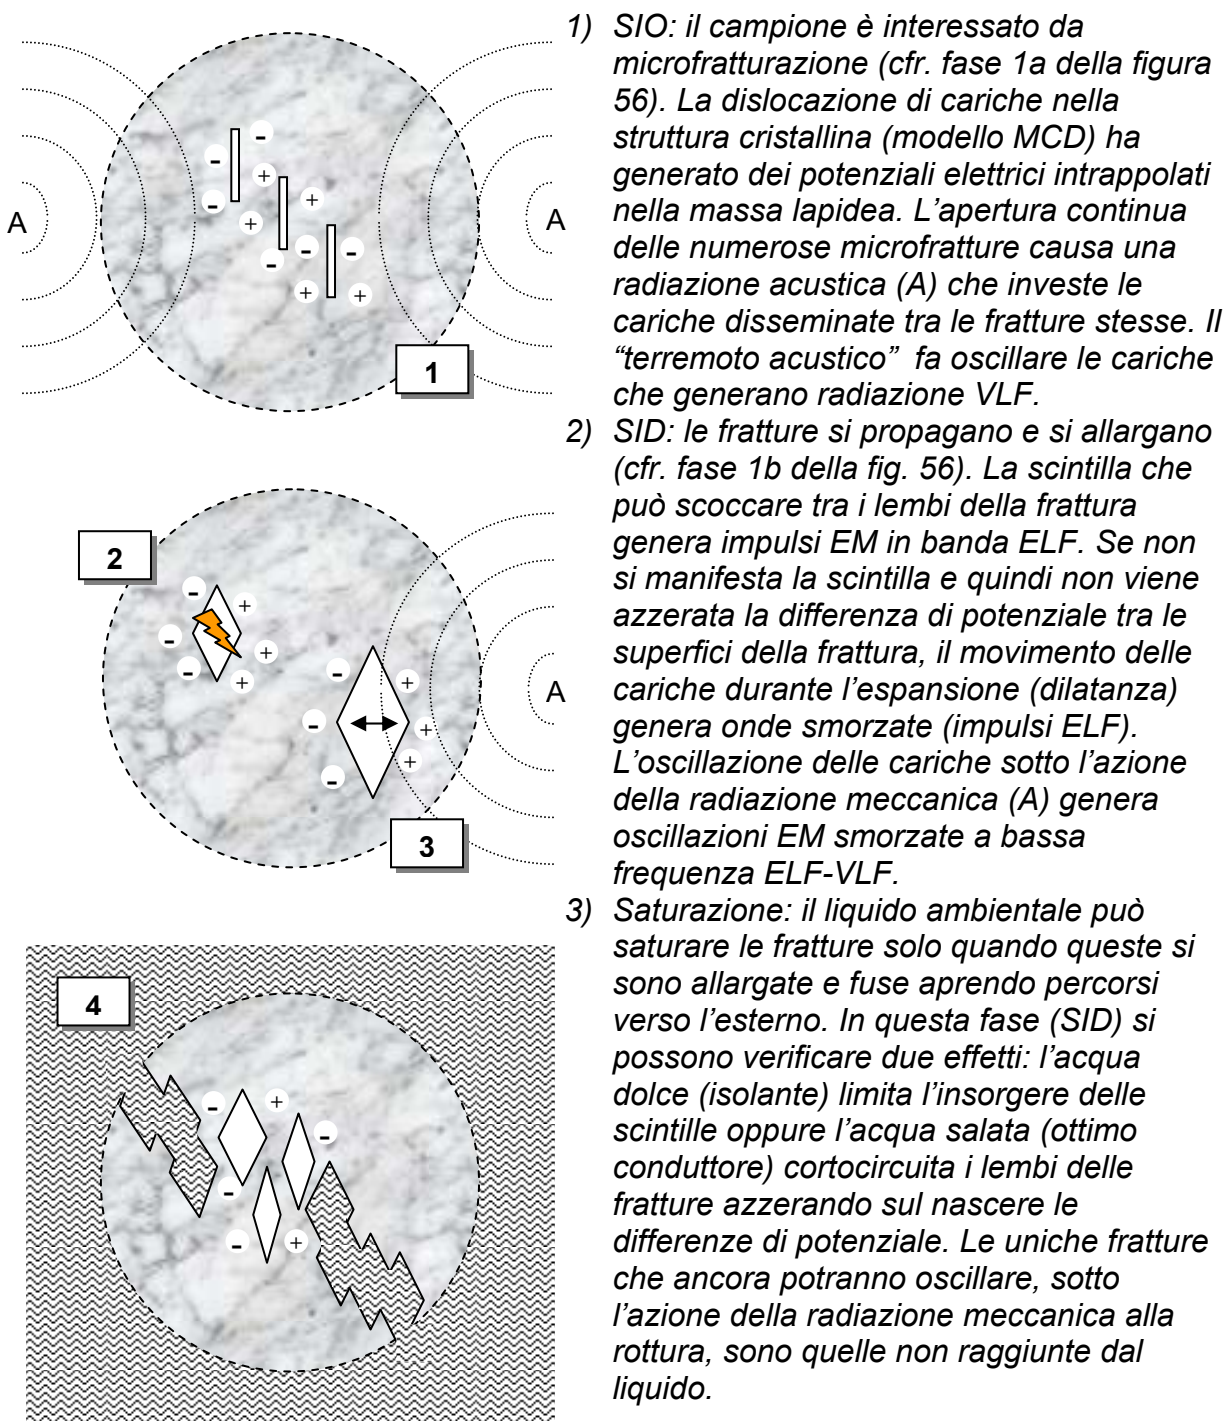 1) SIO: il campione è interessato da
microfratturazione (cfr. fase 1a della figura
56). La dislocazione di cariche nella
struttura cristallina (modello MCD) ha
generato dei potenziali elettrici intrappolati
nella massa lapidea. L’apertura continua
delle numerose microfratture causa una
radiazione acustica (A) che investe le
cariche disseminate tra le fratture stesse. Il
“terremoto acustico” fa oscillare le cariche
che generano radiazione VLF.
2) SID: le fratture si propagano e si allargano
(cfr. fase 1b della fig. 56). La scintilla che
può scoccare tra i lembi della frattura
genera impulsi EM in banda ELF. Se non
si manifesta la scintilla e quindi non viene
azzerata la differenza di potenziale tra le
superfici della frattura, il movimento delle
cariche durante l’espansione (dilatanza)
genera onde smorzate (impulsi ELF).
L’oscillazione delle cariche sotto l’azione
della radiazione meccanica (A) genera
oscillazioni EM smorzate a bassa
frequenza ELF-VLF.
3) Saturazione: il liquido ambientale può
saturare le fratture solo quando queste si
sono allargate e fuse aprendo percorsi
verso l’esterno. In questa fase (SID) si
possono verificare due effetti: l’acqua
dolce (isolante) limita l’insorgere delle
scintille oppure l’acqua salata (ottimo
conduttore) cortocircuita i lembi delle
fratture azzerando sul nascere le
differenze di potenziale. Le uniche fratture
che ancora potranno oscillare, sotto
l’azione della radiazione meccanica alla
rottura, sono quelle non raggiunte dal
liquido.
A
A
1
2
A
3
4